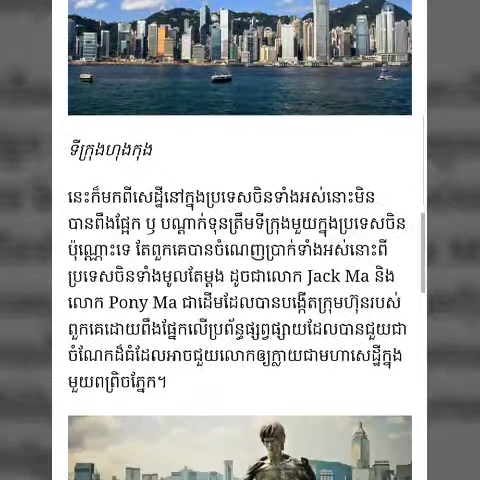 ទីក្រុងហុងកុង
នេះក៏មកពីសេដ្ឋីនៅក្នុងប្រទេសចិនទាំងអស់នោះមិន
បានពឹងផ្អែក ឫ បណ្តាក់ទុនត្រឹមទីក្រុងមួយក្នុងប្រទេសចិន
ប៉ុណ្ណោះទេ តែពួកគេបានចំណេញប្រាក់ទាំងអស់នោះពី
ប្រទេសចិនទាំងមូលតែម្តង ដូចជាលោក Jack Ma និង
លោក Pony Ma ជាដើមដែលបានបង្កើតក្រុមហ៊ុនរបស់
ពួកគេដោយពឹងផ្នែកលើប្រព័ន្ធផ្សព្វផ្សាយដែលបានជួយជា
ចំណែកដ៏ធំដែលអាចជួយលោកឲ្យក្លាយជាមហាសេដ្ឋីក្នុង
មួយពព្រិចភ្នែក។